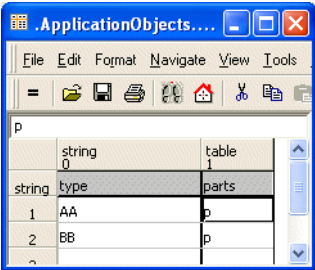 .ApplicationObjects....
File Edit Format Navigate View Tools
p
string table
0 1
string type parts
1 AA p
2 BB p